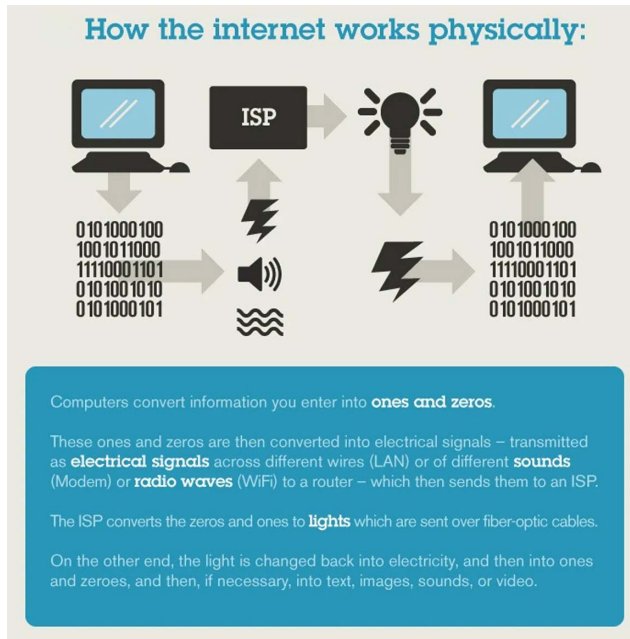 How the internet works physically:
ISP
0101000100
1001011000
11110001101
0101001010
0101000101
0101000100
1001011000
11110001101
0101001010
0101000101
Computers convert information you enter into ones and zeros.
These ones and zeros are then converted into electrical signals – transmitted
as electrical signals across different wires (LAN) or of different sounds
(Modem) or radio waves (WiFi) to a router – which then sends them to an ISP.
The ISP converts the zeros and ones to lights which are sent over fiber-optic cables.
On the other end, the light is changed back into electricity, and then into ones
and zeroes, and then, if necessary, into text, images, sounds, or video.